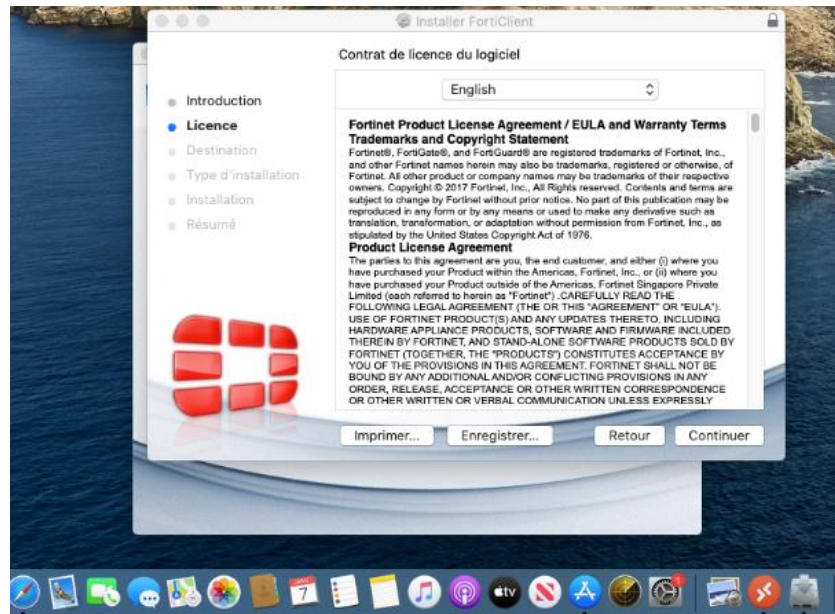 Installer FortiClient
Contrat de licence du logiciel
English
Introduction
Licence
Destination
Type d'installation
Installation
Résumé
Fortinet Product License Agreement / EULA and Warranty Terms
Trademarks and Copyright Statement
Fortinet®, FortiGate®, and FortiGuard® are registered trademarks of Fortinet, Inc.,
and other Fortinet names herein may also be trademarks, registered or otherwise, of
Fortinet. All other product or company names may be trademarks of their respective
owners. Copyright © 2017 Fortinet, Inc., All Rights reserved. Contents and terms are
subject to change by Fortinet without prior notice. No part of this publication may be
reproduced in any form or by any means or used to make any derivative such as
translation, transformation, or adaptation without permission from Fortinet, Inc., as
stipulated by the United States Copyright Act of 1976.
Product License Agreement
The parties to this agreement are you, the end customer, and either (i) where you
have purchased your Product within the Americas, Fortinet, Inc., or (ii) where you
have purchased your Product outside of the Americas, Fortinet Singapore Private
Limited (each referred to herein as "Fortinet") .CAREFULLY READ THE
FOLLOWING LEGAL AGREEMENT (THE OR THIS "AGREEMENT" OR "EULA").
USE OF FORTINET PRODUCT(S) AND ANY UPDATES THERETO, INCLUDING
HARDWARE APPLIANCE PRODUCTS, SOFTWARE AND FIRMWARE INCLUDED
THEREIN BY FORTINET, AND STAND-ALONE SOFTWARE PRODUCTS SOLD BY
FORTINET (TOGETHER, THE "PRODUCTS") CONSTITUTES ACCEPTANCE BY
YOU OF THE PROVISIONS IN THIS AGREEMENT. FORTINET SHALL NOT BE
BOUND BY ANY ADDITIONAL AND/OR CONFLICTING PROVISIONS IN ANY
ORDER, RELEASE, ACCEPTANCE OR OTHER WRITTEN CORRESPONDENCE
OR OTHER WRITTEN OR VERBAL COMMUNICATION UNLESS EXPRESSLY
Imprimer... Enregistrer... Retour Continuer
7
tv
1